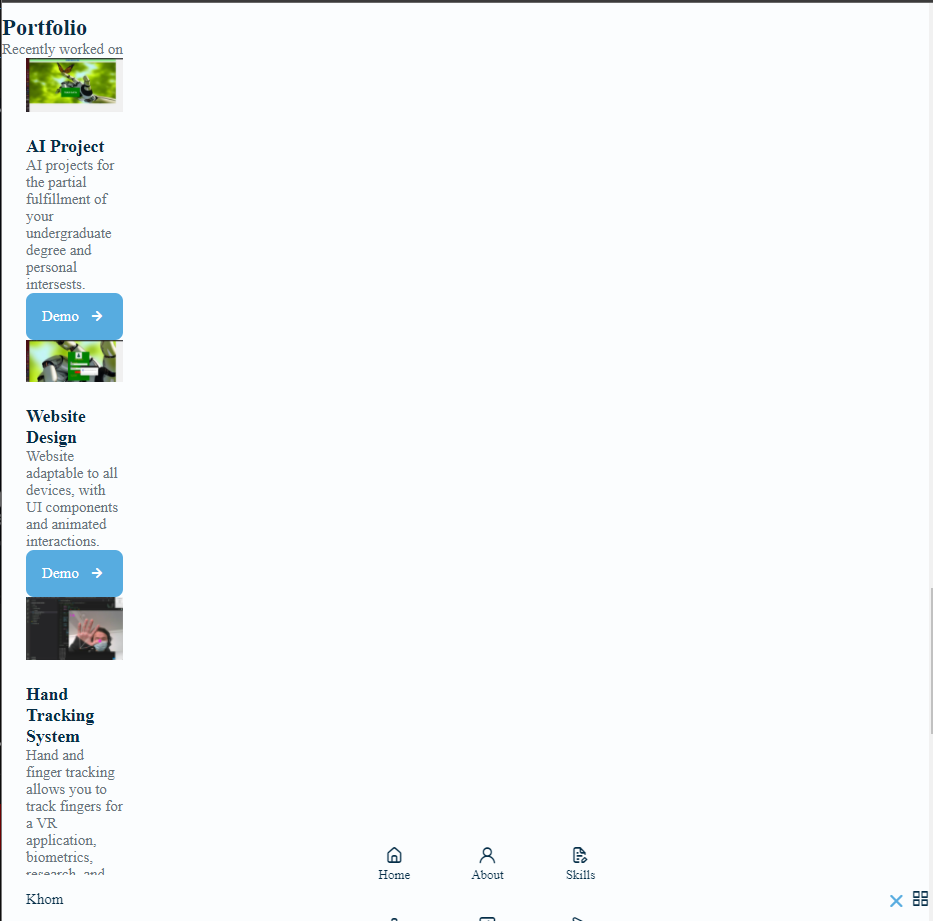 Portfolio
Recently worked on
AI Project
AI projects for
the partial
fulfillment of
your
undergraduate
degree and
personal
intersests.
Demo
Website
Design
Website
adaptable to all
devices, with
UI components
and animated
interactions.
Demo
Hand
Tracking
System
Hand and
finger tracking
allows you to
track fingers for
a VR
application,
biometrics,
research, and
Home About Skills
Khom